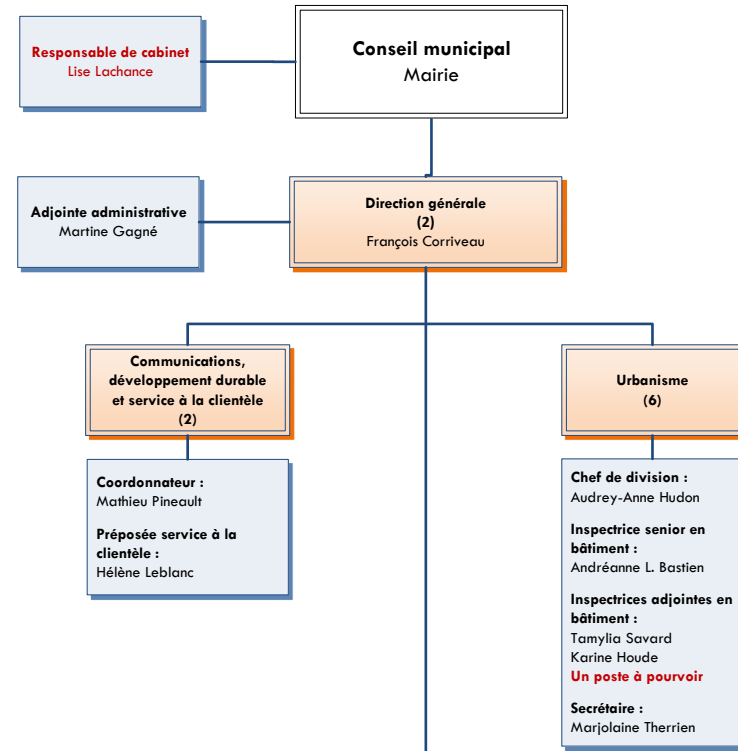 Responsable de cabinet
Lise Lachance
Conseil municipal
Mairie
Adjointe administrative
Martine Gagné
Direction générale
(2)
François Corriveau
Communications,
développement durable
et service à la clientèle
(2)
Coordonnateur :
Mathieu Pineault
Préposée service à la
clientèle :
Hélène Leblanc
Urbanisme
(6)
Chef de division :
Audrey-Anne Hudon
Inspectrice senior en
bâtiment :
Andréanne L. Bastien
Inspectrices adjointes en
bâtiment :
Tamylia Savard
Karine Houde
Un poste à pourvoir
Secrétaire :
Marjolaine Therrien